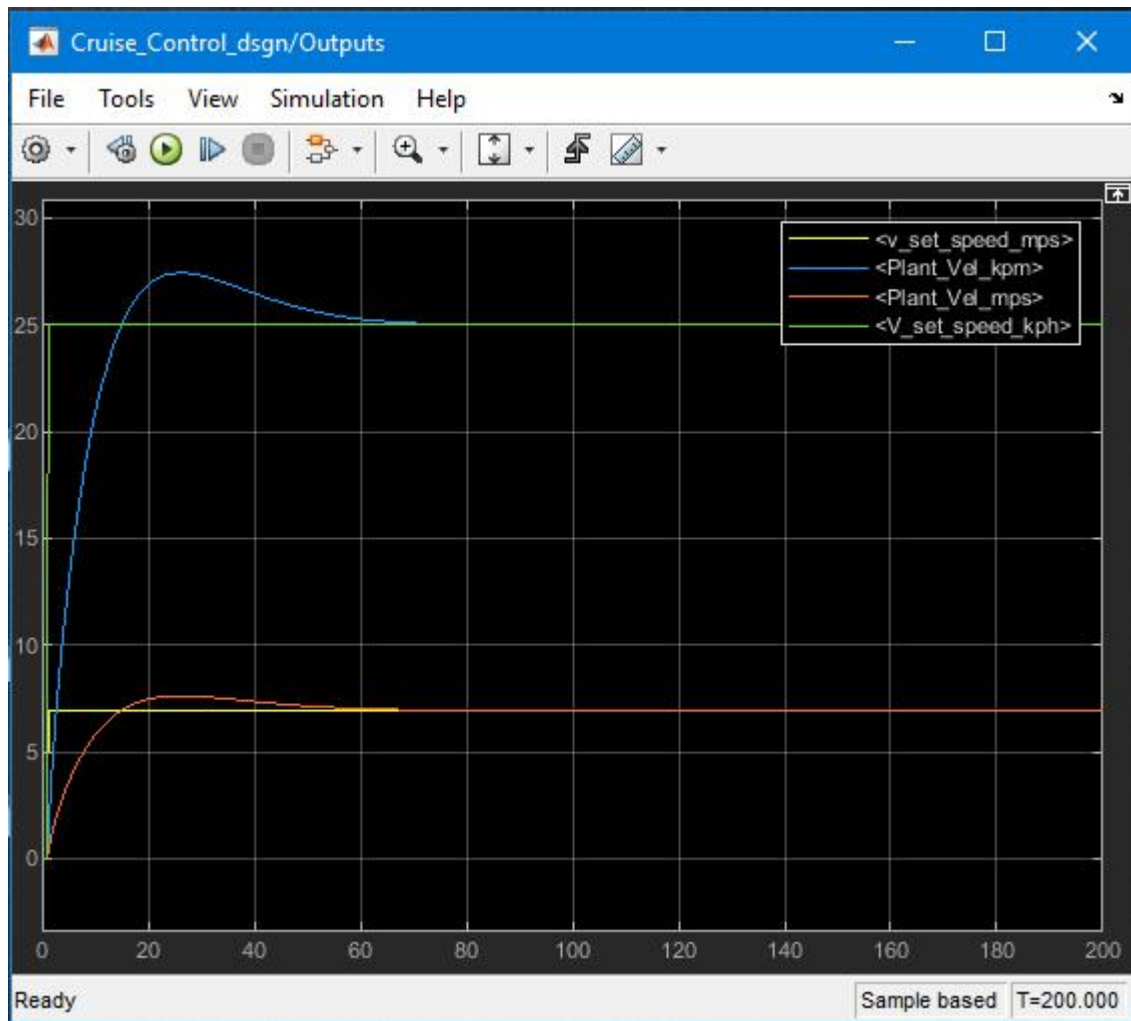 Cruise_Control_dsgn/Outputs
File Tools View Simulation Help
<v_set_speed_mps>
<Plant_Vel_kpm>
<Plant_Vel_mps>
<V_set_speed_kph>
30
25
20
15
10
5
0
0 20 40 60 80 100 120 140 160 180 200
Ready Sample based T=200.000